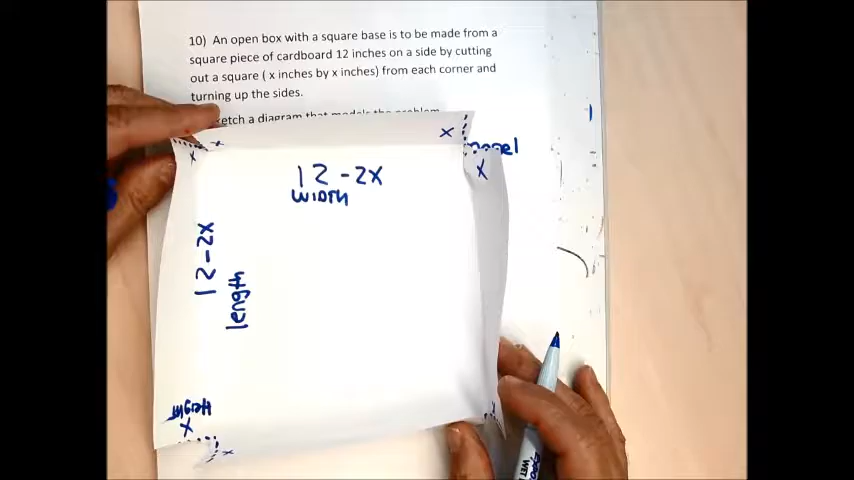 10) An open box with a square base is to be made from a
square piece of cardboard 12 inches on a side by cutting
out a square ( x inches by x inches) from each corner and
turning up the sides.
sketch a diagram that models the problem
x
x
x
x
12-2x
WIDTH
12-2x
length
Height
x
x
x